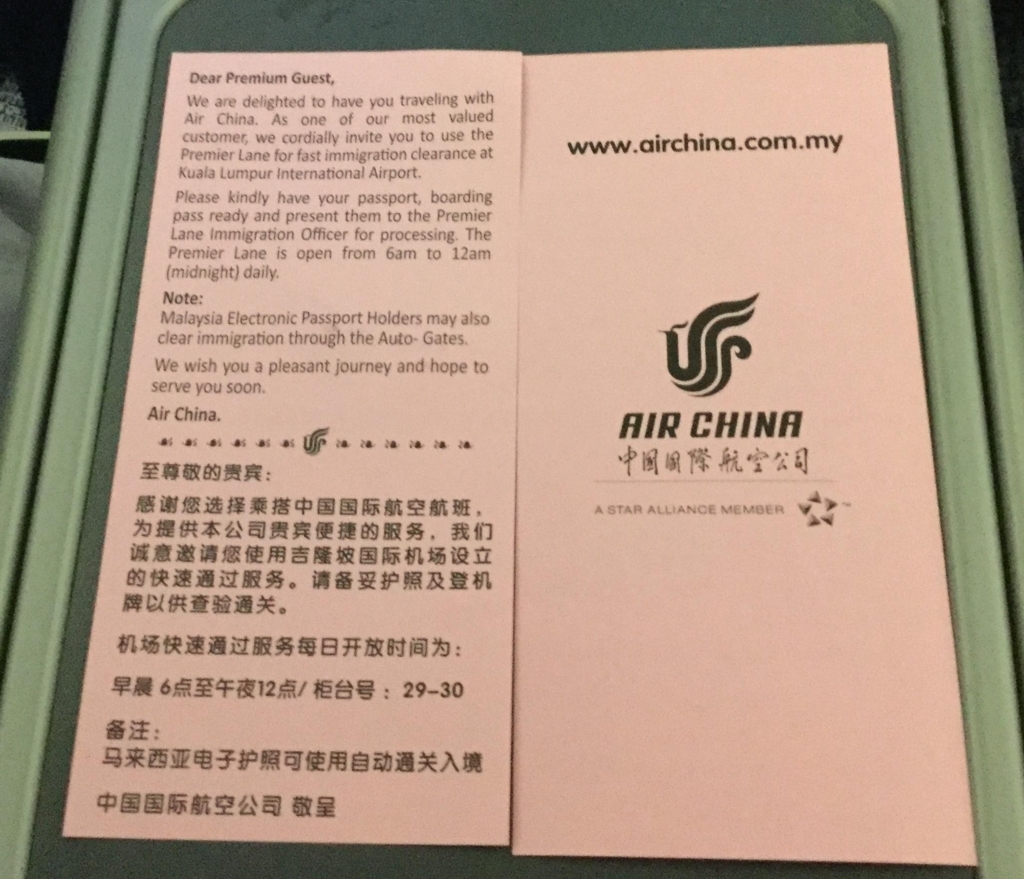 Dear Premium Guest,
We are delighted to have you traveling with
Air China. As one of our most valued
customer, we cordially invite you to use the
Premier Lane for fast immigration clearance at
Kuala Lumpur International Airport.
Please kindly have your passport, boarding
pass ready and present them to the Premier
Lane Immigration Officer for processing. The
Premier Lane is open from 6am to 12am
(midnight) daily.
Note:
Malaysia Electronic Passport Holders may also
clear immigration through the Auto- Gates.
We wish you a pleasant journey and hope to
serve you soon.
Air China.
至尊敬的贵宾：
感谢您选择乘搭中国国际航空航班，
为提供本公司贵宾便捷的服务，我们
诚意邀请您使用吉隆坡国际机场设立
的快速通过服务。请备妥护照及登机
牌以供查验通关。
机场快速通过服务每日开放时间为：
早晨 6点至午夜12点/ 柜台号 ：29-30
备注：
马来西亚电子护照可使用自动通关入境
中国国际航空公司 敬呈
www.airchina.com.my
AIR CHINA
中国国際航空公司
A STAR ALLIANCE MEMBER ™